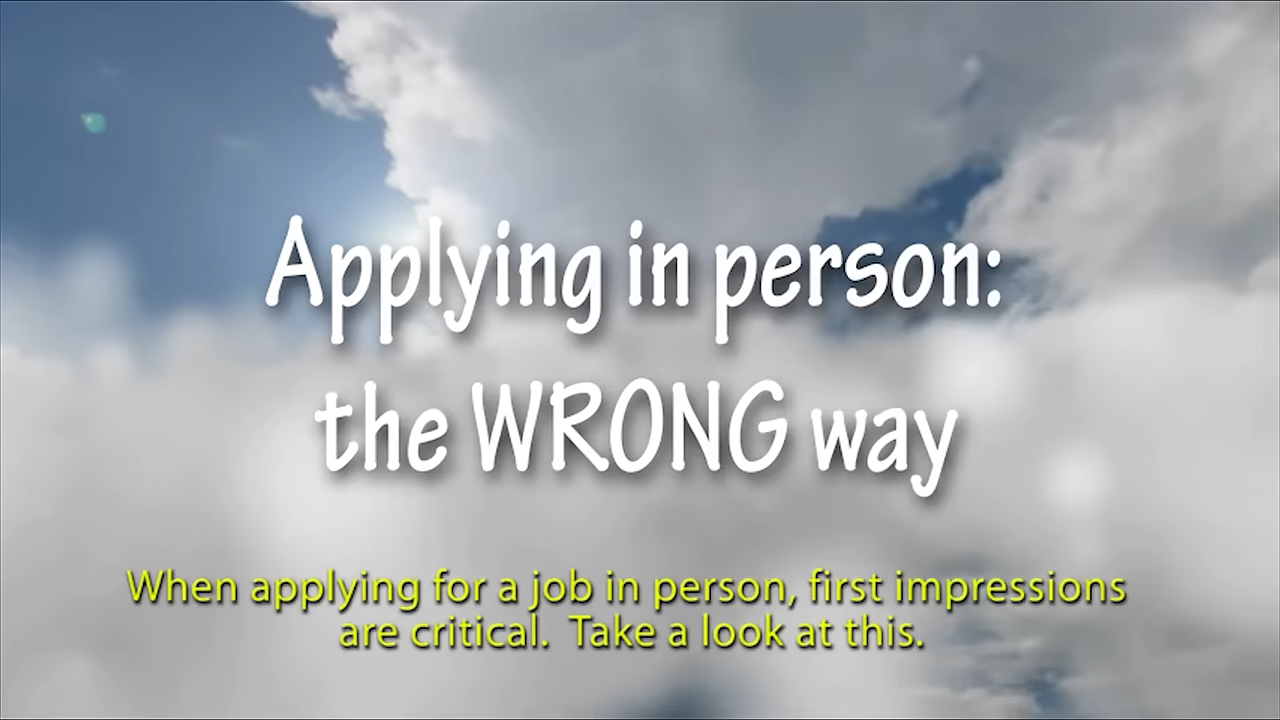 Applying in person:
the WRONG way
When applying for a job in person, first impressions
are critical.  Take a look at this.